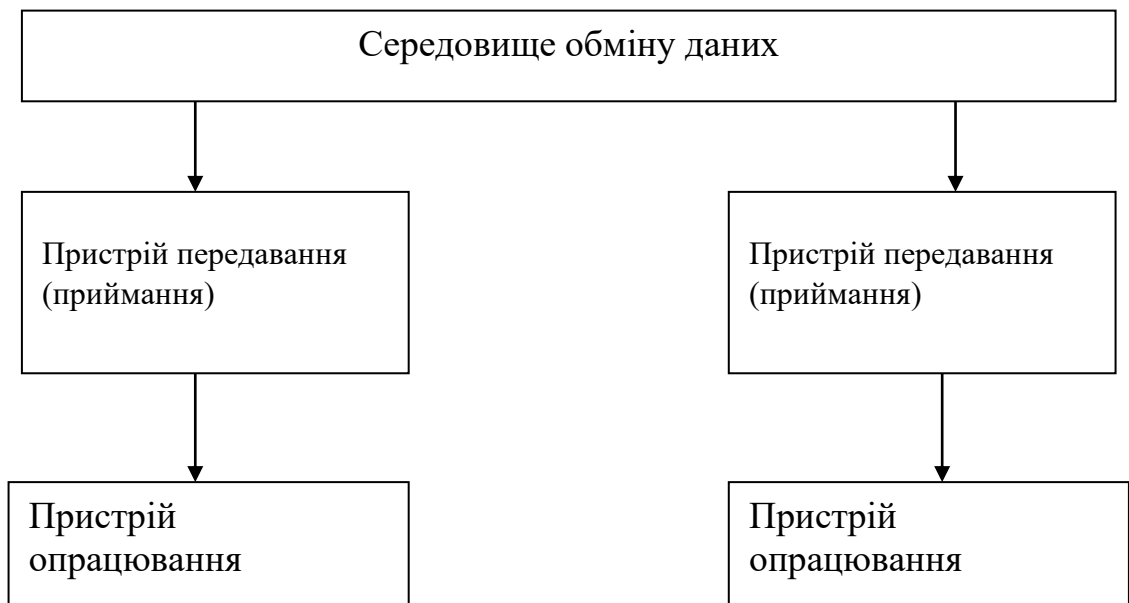 Середовище обміну даних
Пристрій передавання
(приймання)
Пристрій передавання
(приймання)
Пристрій
опрацювання
Пристрій
опрацювання